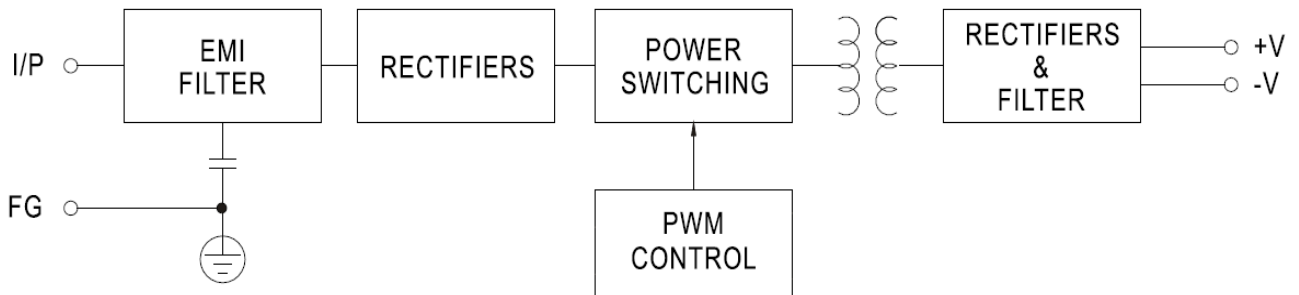 I/P
EMI
FILTER
RECTIFIERS
POWER
SWITCHING
RECTIFIERS
&
FILTER
+V
-V
FG
PWM
CONTROL